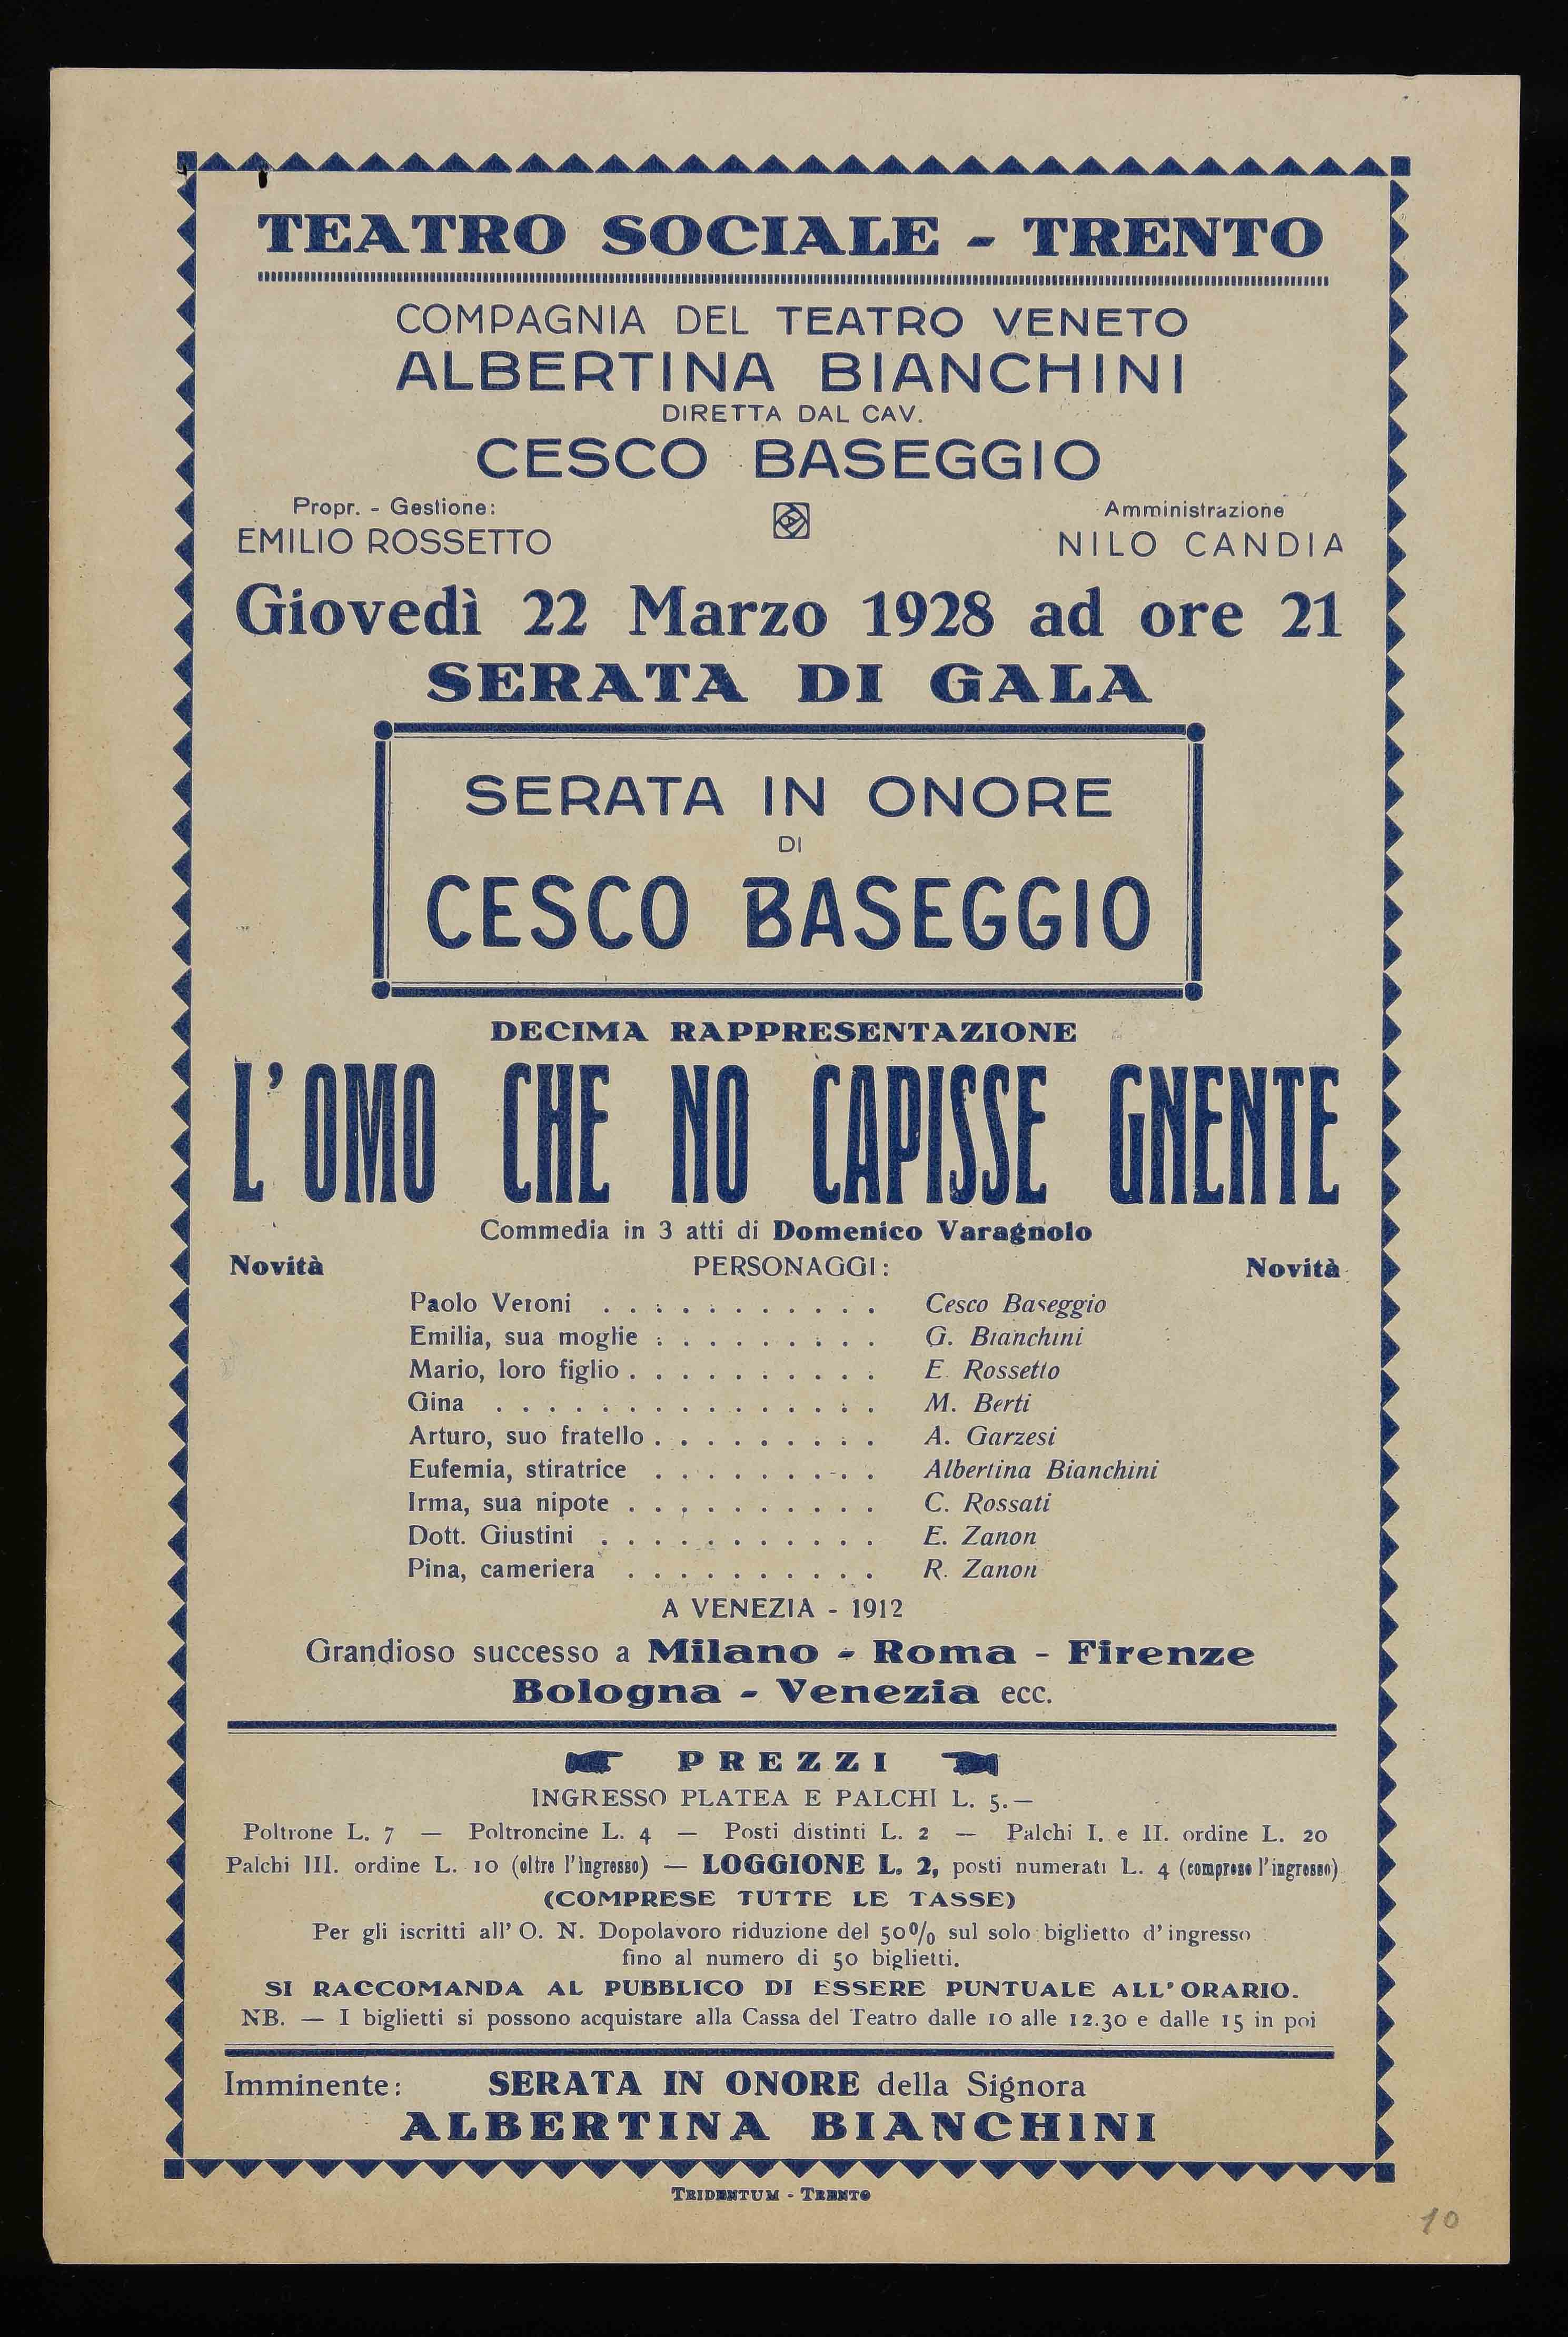 TEATRO SOCIALE - TRENTO
COMPAGNIA DEL TEATRO VENETO
ALBERTINA BIANCHINI
DIRETTA DAL CAV.
CESCO BASEGGIO
Propr. - Gestione:
EMILIO ROSSETTO
Amministrazione
NILO CANDIA
Giovedì 22 Marzo 1928 ad ore 21
SERATA DI GALA
SERATA IN ONORE
DI
CESCO BASEGGIO
DECIMA RAPPRESENTAZIONE
L'OMO CHE NO CAPISSE GNENTE
Commedia in 3 atti di Domenico Varagnolo
Novità PERSONAGGI: Novità
Paolo Veroni . . . . . . . . . . . Cesco Baseggio
Emilia, sua moglie . . . . . . . . . G. Bianchini
Mario, loro figlio . . . . . . . . . . E. Rossetto
Gina . . . . . . . . . . . . . . . M. Berti
Arturo, suo fratello . . . . . . . . . A. Garzesi
Eufemia, stiratrice . . . . . . . . . Albertina Bianchini
Irma, sua nipote . . . . . . . . . . C. Rossati
Dott. Giustini . . . . . . . . . . . E. Zanon
Pina, cameriera . . . . . . . . . . R. Zanon
A VENEZIA - 1912
Grandioso successo a Milano - Roma - Firenze
Bologna - Venezia ecc.
PREZZI
INGRESSO PLATEA E PALCHI L. 5.—
Poltrone L. 7 — Poltroncine L. 4 — Posti distinti L. 2 — Palchi I. e II. ordine L. 20
Palchi III. ordine L. 10 (oltre l'ingresso) — LOGGIONE L. 2, posti numerati L. 4 (compreso l'ingresso)
(COMPRESE TUTTE LE TASSE)
Per gli iscritti all' O. N. Dopolavoro riduzione del 50% sul solo biglietto d'ingresso
fino al numero di 50 biglietti.
SI RACCOMANDA AL PUBBLICO DI ESSERE PUNTUALE ALL'ORARIO.
NB. — I biglietti si possono acquistare alla Cassa del Teatro dalle 10 alle 12.30 e dalle 15 in poi
Imminente: SERATA IN ONORE della Signora
ALBERTINA BIANCHINI
TRIDENTUM - TRENTO
10